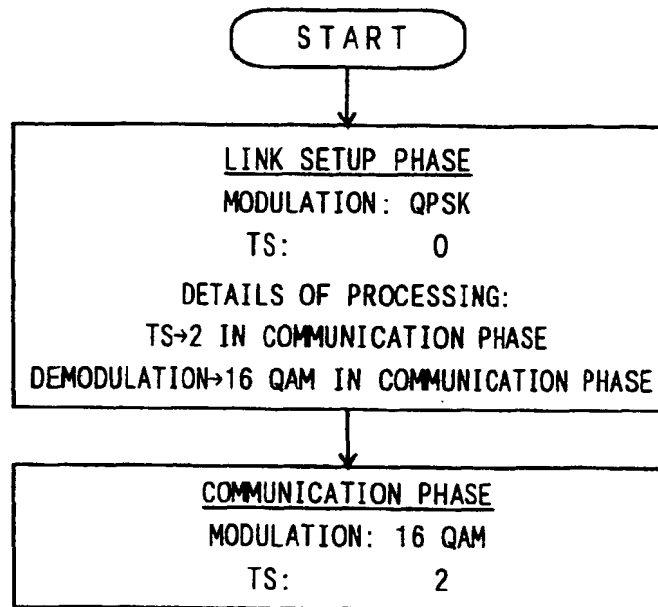 START
LINK SETUP PHASE
MODULATION: QPSK
TS: 0
DETAILS OF PROCESSING:
TS→2 IN COMMUNICATION PHASE
DEMODULATION→16 QAM IN COMMUNICATION PHASE
COMMUNICATION PHASE
MODULATION: 16 QAM
TS: 2